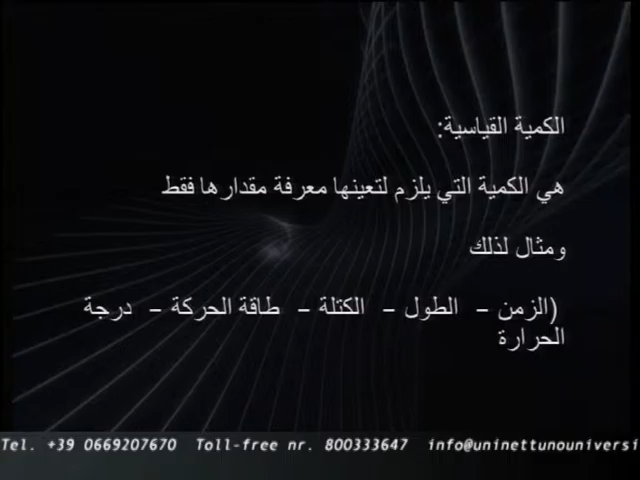 الكمية القياسية:
هي الكمية التي يلزم لتعينها معرفة مقدارها فقط
ومثال لذلك
(الزمن – الطول – الكتلة – طاقة الحركة – درجة
الحرارة
Tel. +39 0669207670 Toll-free nr. 800333647 info@uninettunouniversi